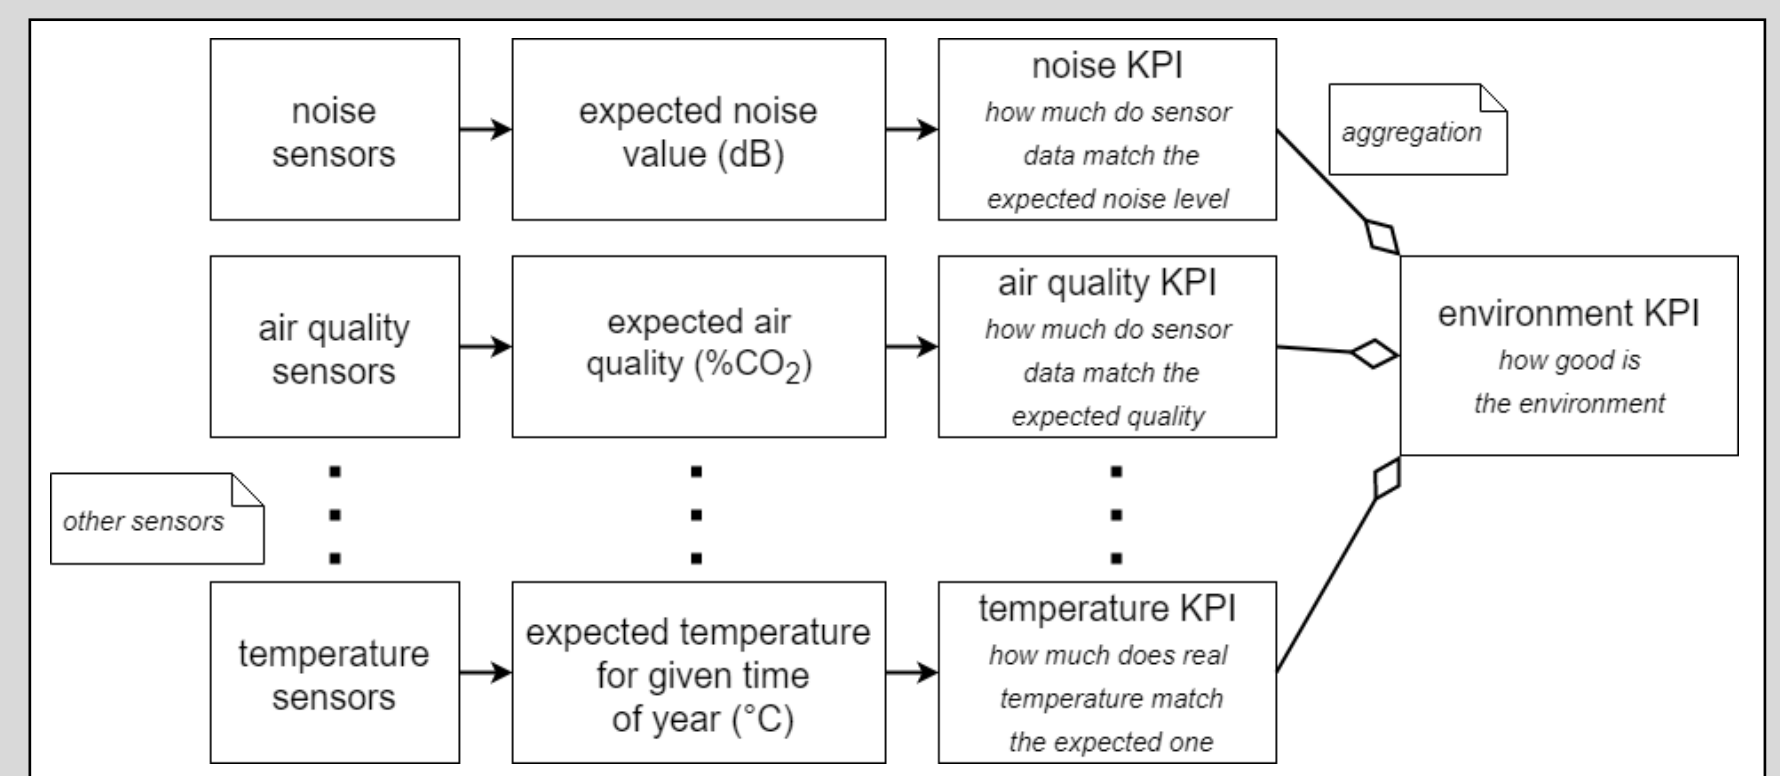 noise
sensors
expected noise
value (dB)
noise KPI
how much do sensor
data match the
expected noise level
aggregation
air quality
sensors
expected air
quality (%CO₂)
air quality KPI
how much do sensor
data match the
expected quality
environment KPI
how good is
the environment
other sensors
temperature
sensors
expected temperature
for given time
of year (°C)
temperature KPI
how much does real
temperature match
the expected one